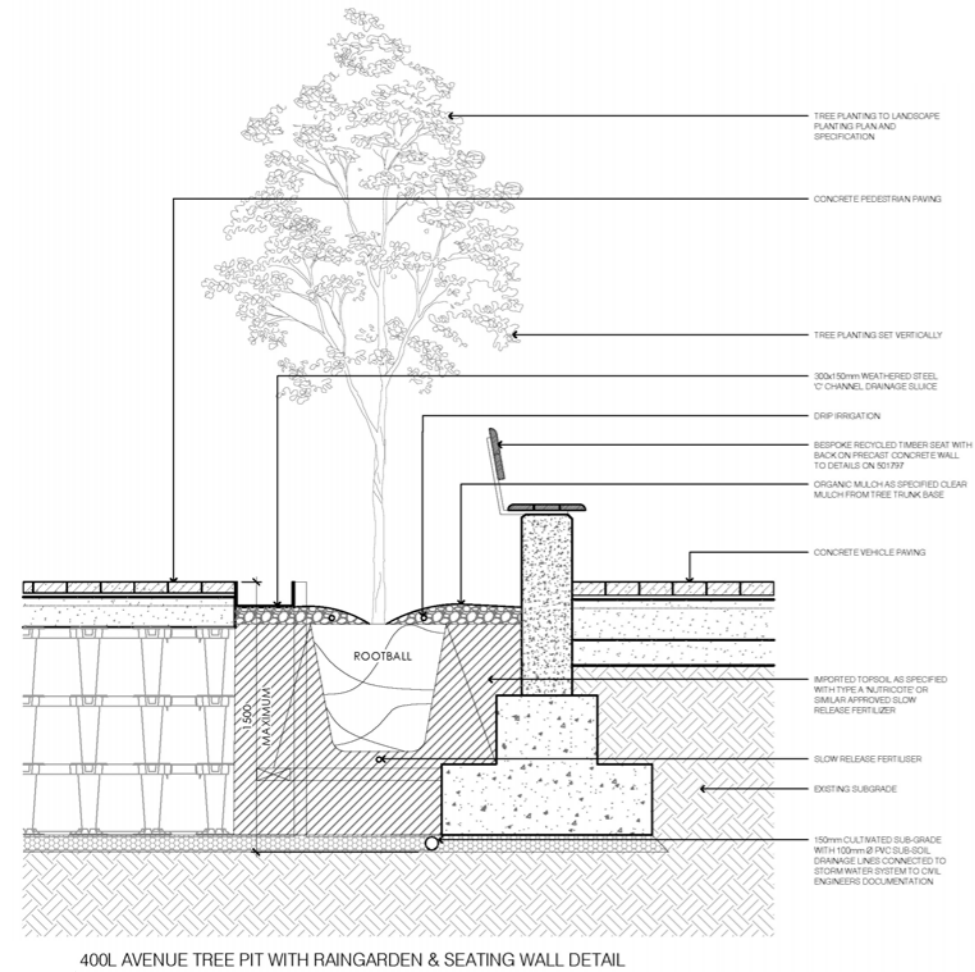 TREE PLANTING TO LANDSCAPE
PLANTING PLAN AND
SPECIFICATION
CONCRETE PEDESTRIAN PAVING
TREE PLANTING SET VERTICALLY
300x150mm WEATHERED STEEL
'C' CHANNEL DRAINAGE SLUICE
DRIP IRRIGATION
BESPOKE RECYCLED TIMBER SEAT WITH
BACK ON PRECAST CONCRETE WALL
TO DETAILS ON 501797
ORGANIC MULCH AS SPECIFIED CLEAR
MULCH FROM TREE TRUNK BASE
CONCRETE VEHICLE PAVING
ROOTBALL
1500
MAXIMUM
IMPORTED TOPSOIL AS SPECIFIED
WITH TYPE A 'NUTRICOTE' OR
SIMILAR APPROVED SLOW
RELEASE FERTILIZER
SLOW RELEASE FERTILISER
EXISTING SUBGRADE
150mm CULTIVATED SUB-GRADE
WITH 100mm Ø PVC SUB-SOIL
DRAINAGE LINES CONNECTED TO
STORM WATER SYSTEM TO CIVIL
ENGINEERS DOCUMENTATION
400L AVENUE TREE PIT WITH RAINGARDEN & SEATING WALL DETAIL